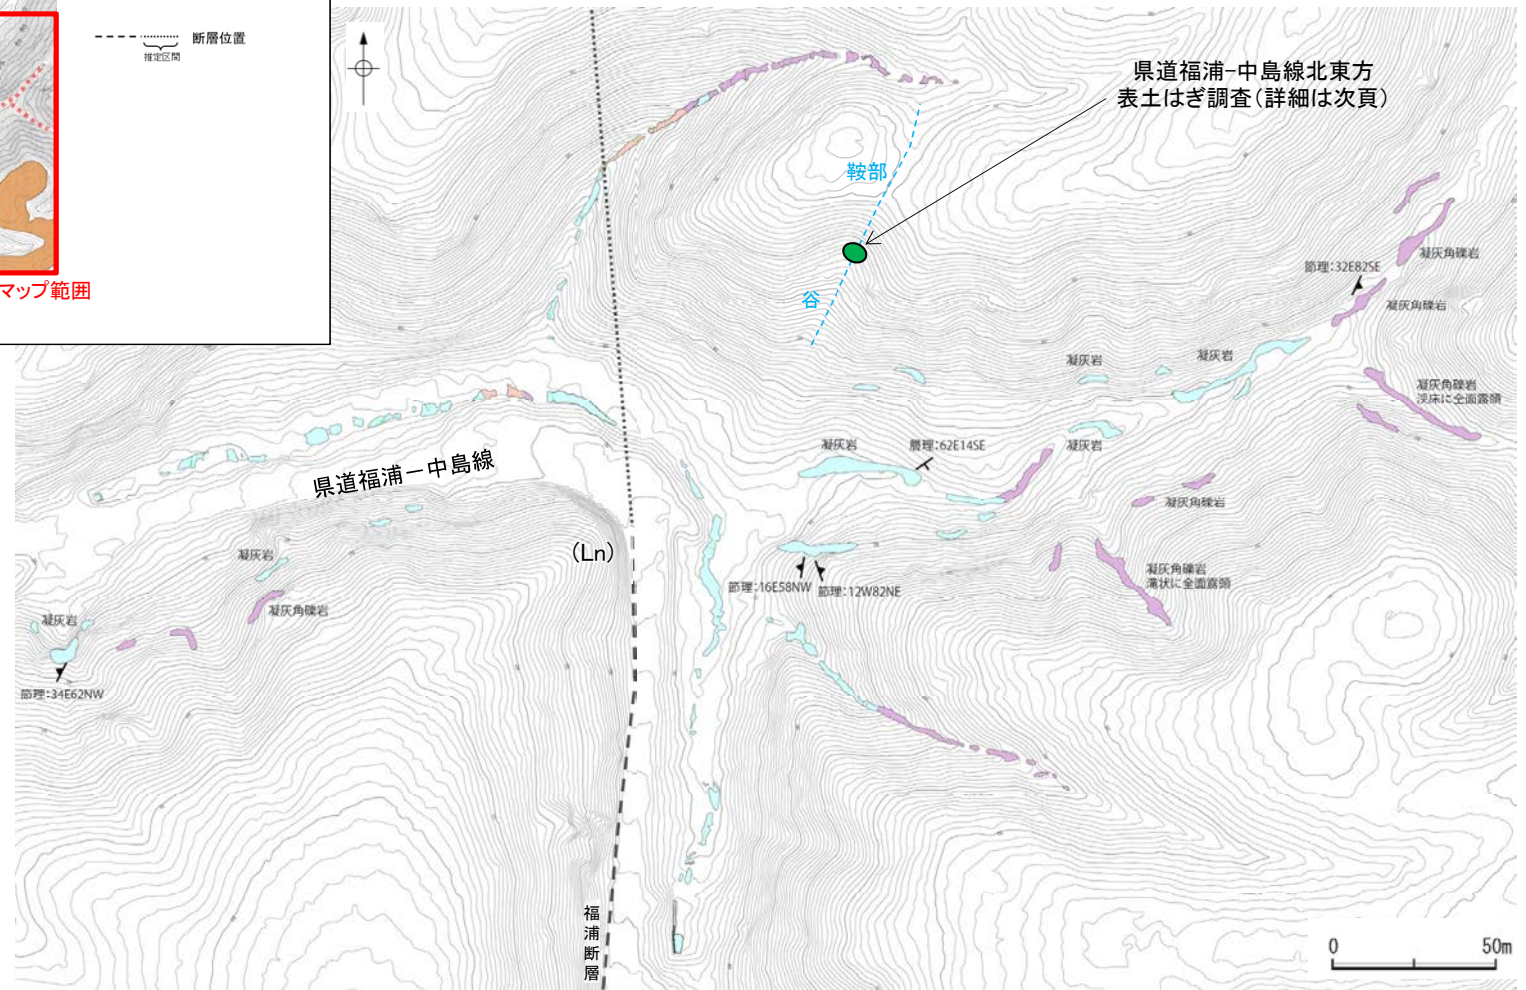 断層位置
推定区間
マップ範囲
県道福浦-中島線北東方
表土はぎ調査(詳細は次頁)
鞍部
谷
節理:32E82SE
凝灰角礫岩
凝灰角礫岩
凝灰岩
凝灰岩
凝灰角礫岩
渓床に全面露頭
凝灰岩
層理:62E14SE
凝灰岩
県道福浦ー中島線
凝灰角礫岩
(Ln)
凝灰岩
節理:16E58NW
節理:12W82NE
凝灰角礫岩
滝状に全面露頭
凝灰角礫岩
凝灰岩
節理:34E62NW
福浦断層
0
50m